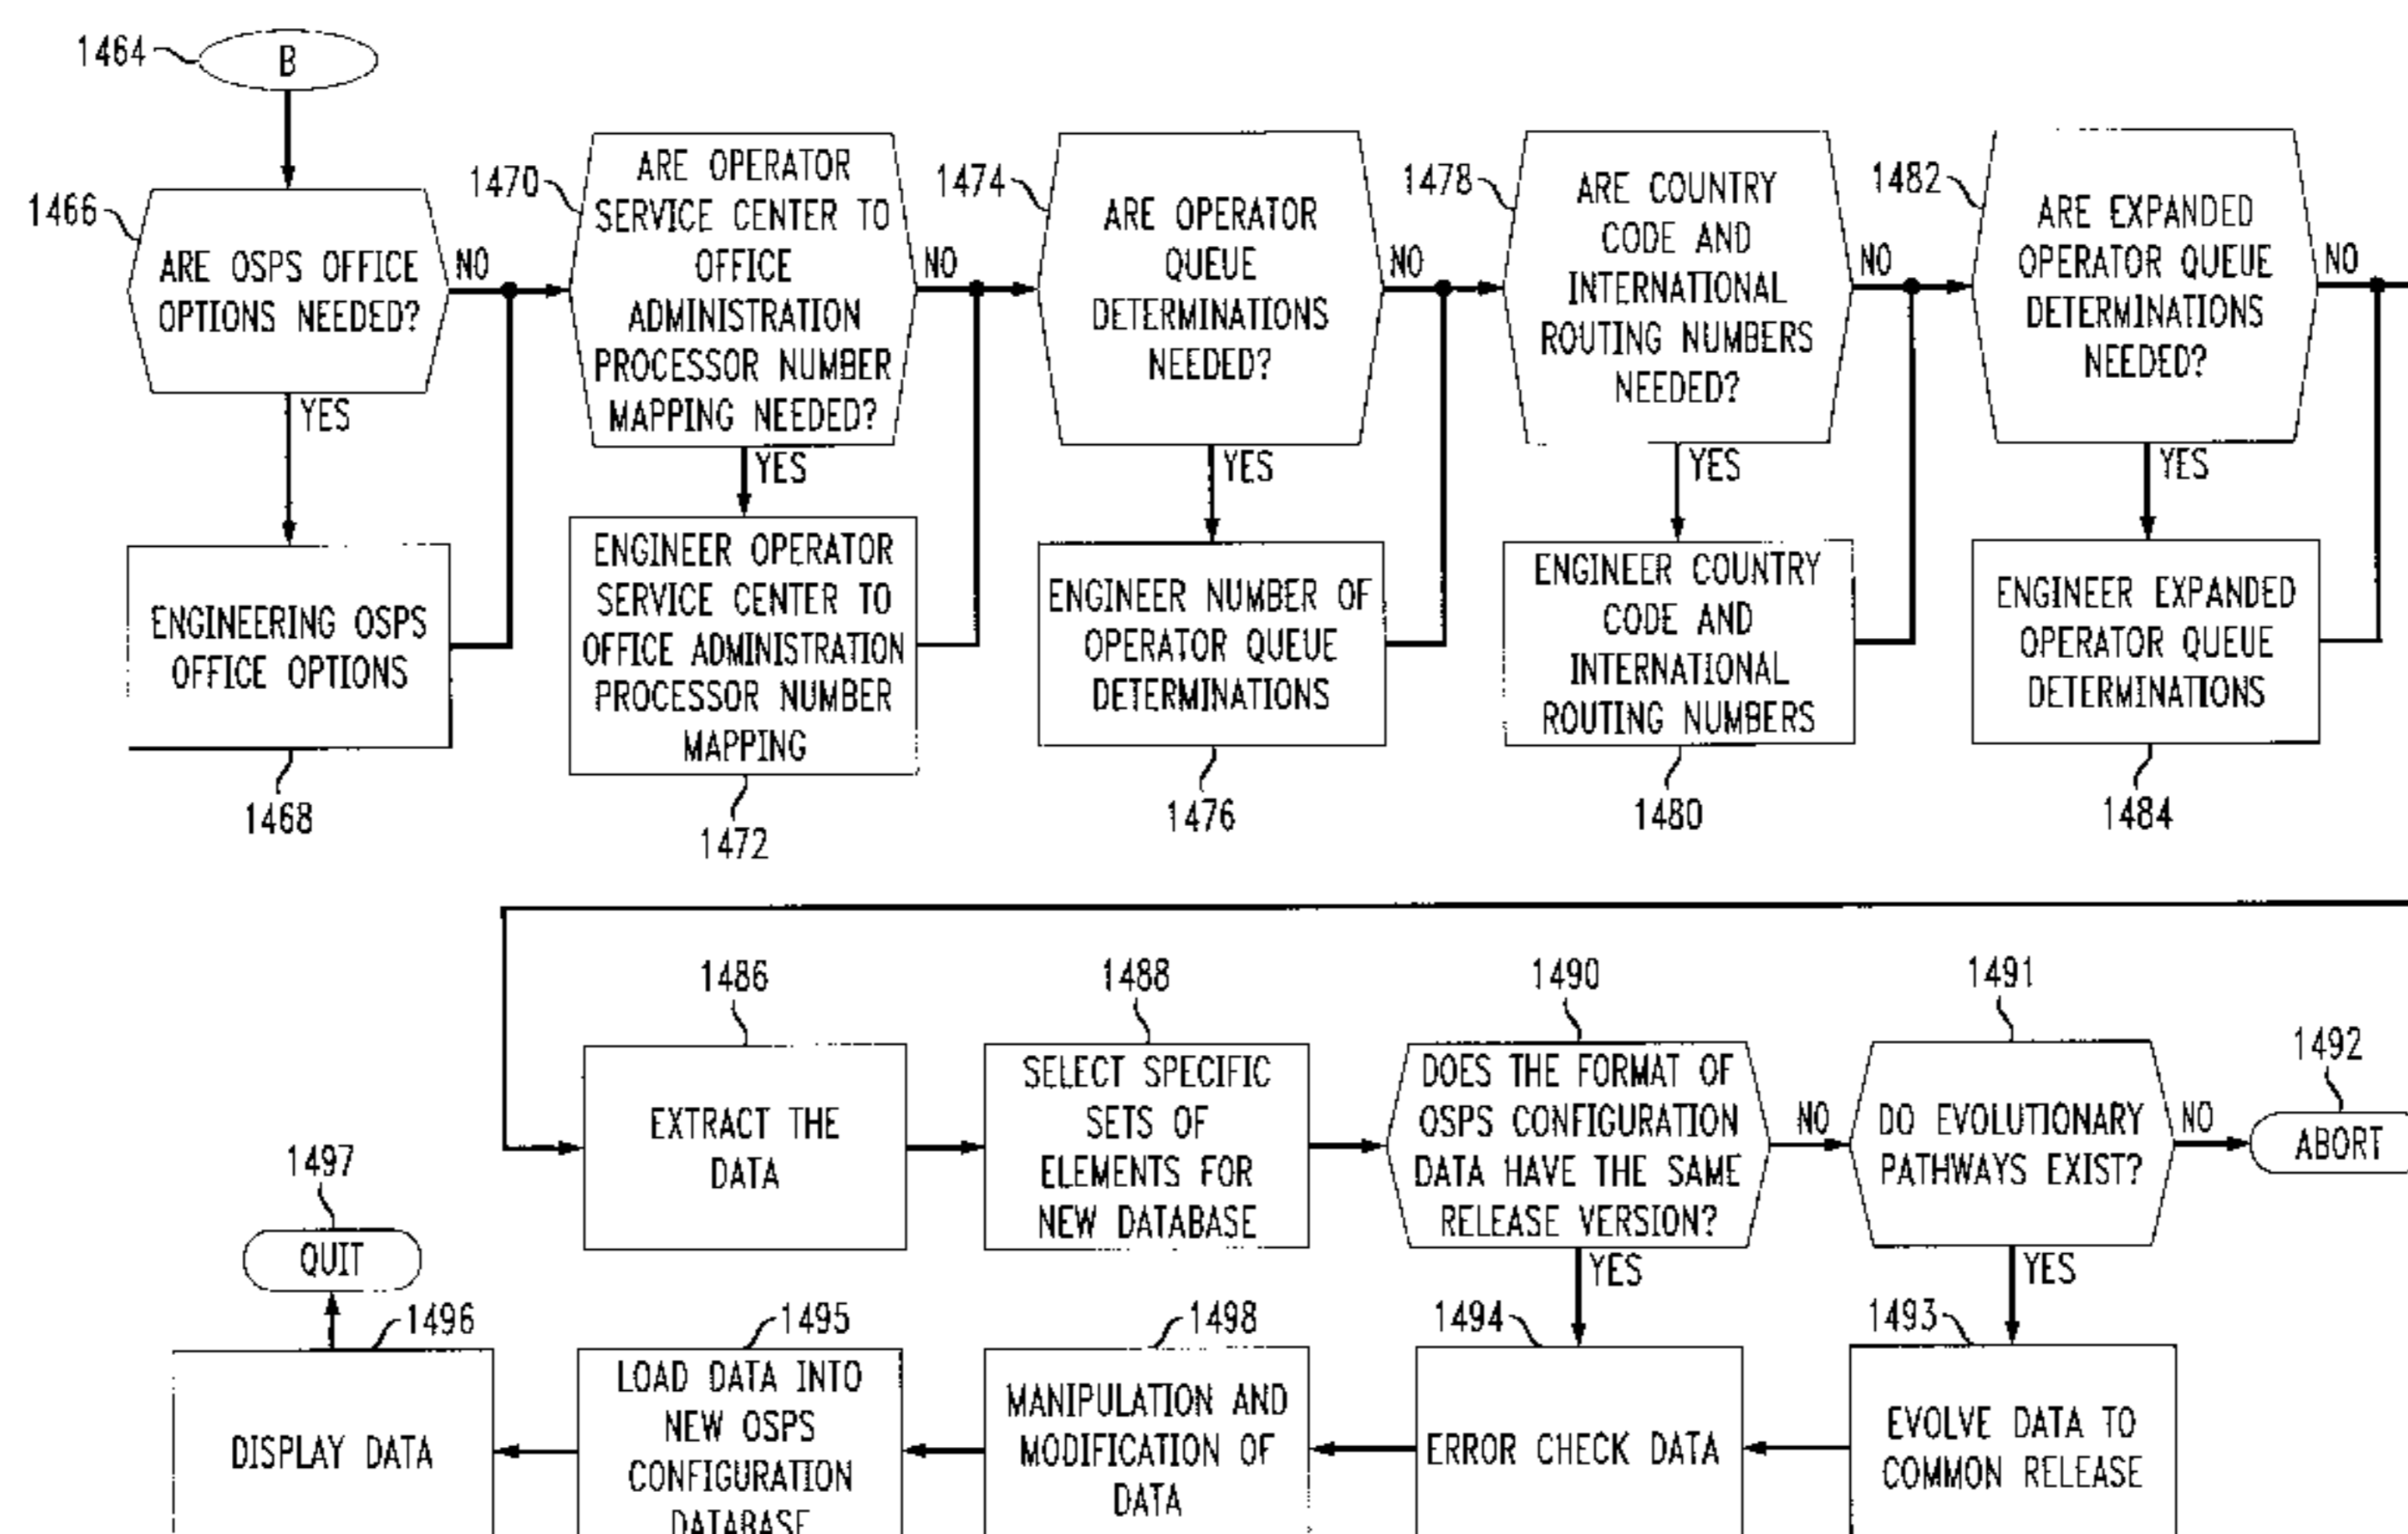 1464
B
1466
ARE OSPS OFFICE
OPTIONS NEEDED?
NO
YES
ENGINEERING OSPS
OFFICE OPTIONS
1468
1470
ARE OPERATOR
SERVICE CENTER TO
OFFICE
ADMINISTRATION
PROCESSOR NUMBER
MAPPING NEEDED?
NO
YES
ENGINEER OPERATOR
SERVICE CENTER TO
OFFICE ADMINISTRATION
PROCESSOR NUMBER
MAPPING
1472
1474
ARE OPERATOR
QUEUE
DETERMINATIONS
NEEDED?
NO
YES
ENGINEER NUMBER OF
OPERATOR QUEUE
DETERMINATIONS
1476
1478
ARE COUNTRY
CODE AND
INTERNATIONAL
ROUTING NUMBERS
NEEDED?
NO
YES
ENGINEER COUNTRY
CODE AND
INTERNATIONAL
ROUTING NUMBERS
1480
1482
ARE EXPANDED
OPERATOR QUEUE
DETERMINATIONS
NEEDED?
NO
YES
ENGINEER EXPANDED
OPERATOR QUEUE
DETERMINATIONS
1484
1486
EXTRACT THE
DATA
1488
SELECT SPECIFIC
SETS OF
ELEMENTS FOR
NEW DATABASE
1490
DOES THE FORMAT OF
OSPS CONFIGURATION
DATA HAVE THE SAME
RELEASE VERSION?
NO
YES
1491
DO EVOLUTIONARY
PATHWAYS EXIST?
NO
YES
1492
ABORT
1493
EVOLVE DATA TO
COMMON RELEASE
1494
ERROR CHECK DATA
1498
MANIPULATION AND
MODIFICATION OF
DATA
1495
LOAD DATA INTO
NEW OSPS
CONFIGURATION
DATABASE
1496
DISPLAY DATA
1497
QUIT